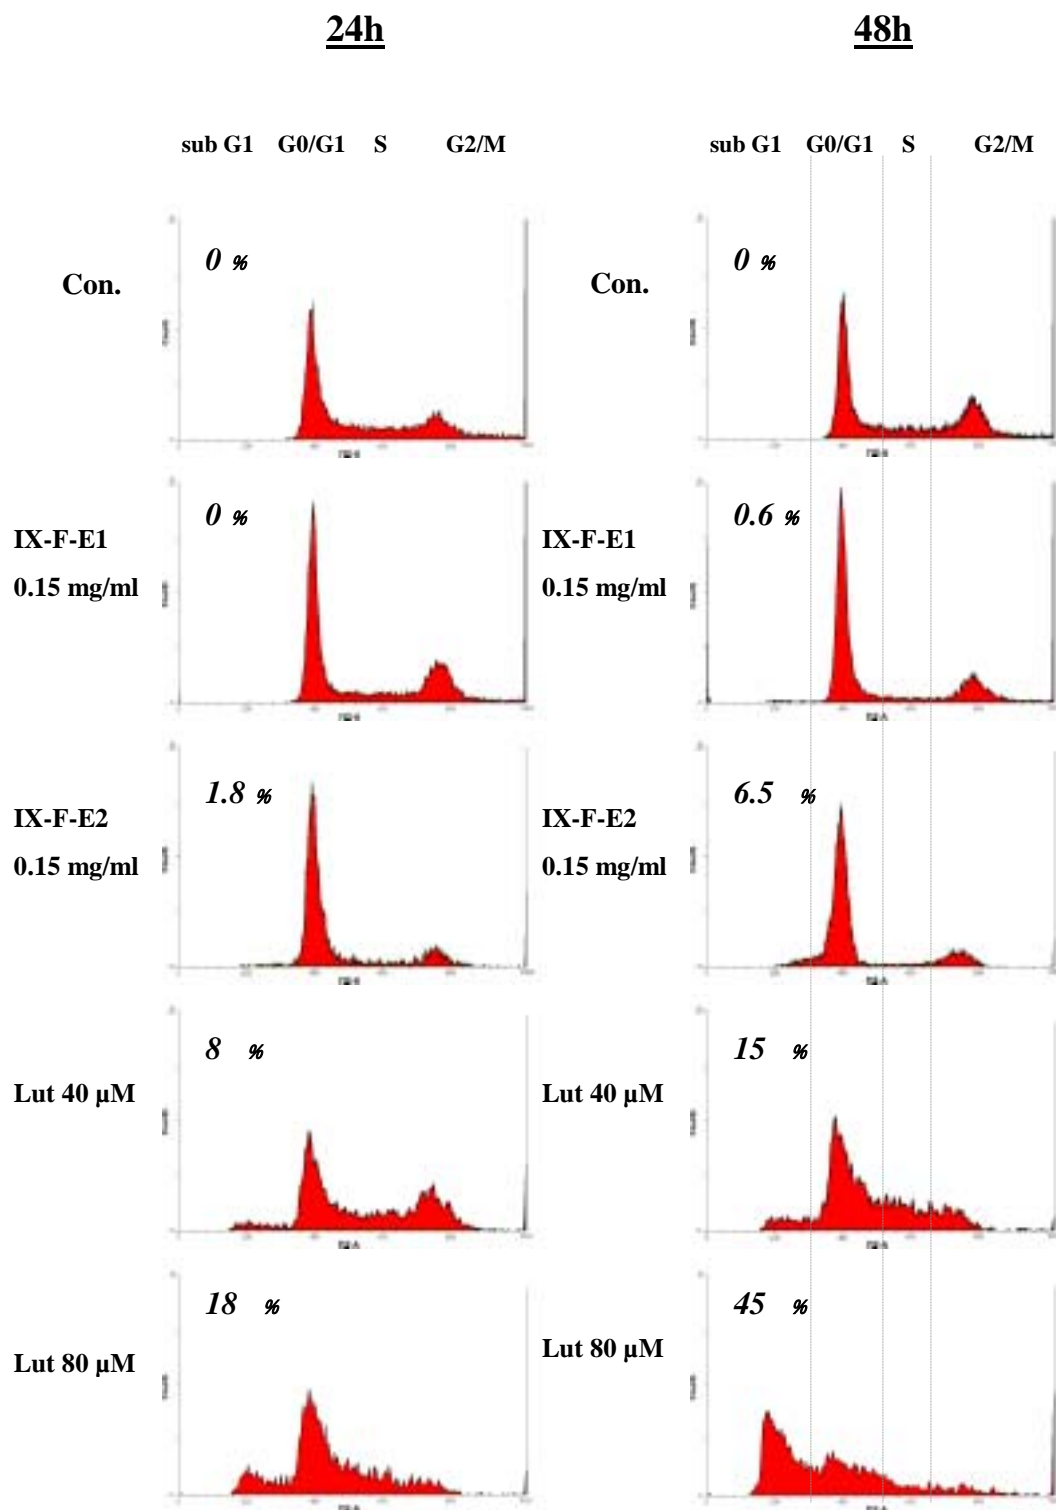 24h 48h
sub G1 G0/G1 S G2/M sub G1 G0/G1 S G2/M
0 % 0 %
Con. Con.
0 % 0.6 %
IX-F-E1 IX-F-E1
0.15 mg/ml 0.15 mg/ml
1.8 % 6.5 %
IX-F-E2 IX-F-E2
0.15 mg/ml 0.15 mg/ml
8 % 15 %
Lut 40 µM Lut 40 µM
18 % 45 %
Lut 80 µM Lut 80 µM